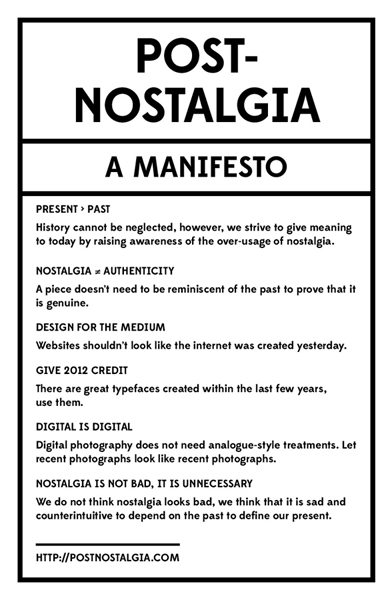 POST-
NOSTALGIA
A MANIFESTO
PRESENT > PAST
History cannot be neglected, however, we strive to give meaning
to today by raising awareness of the over-usage of nostalgia.
NOSTALGIA ≠ AUTHENTICITY
A piece doesn't need to be reminiscent of the past to prove that it
is genuine.
DESIGN FOR THE MEDIUM
Websites shouldn't look like the internet was created yesterday.
GIVE 2012 CREDIT
There are great typefaces created within the last few years,
use them.
DIGITAL IS DIGITAL
Digital photography does not need analogue-style treatments. Let
recent photographs look like recent photographs.
NOSTALGIA IS NOT BAD, IT IS UNNECESSARY
We do not think nostalgia looks bad, we think that it is sad and
counterintuitive to depend on the past to define our present.
HTTP://POSTNOSTALGIA.COM